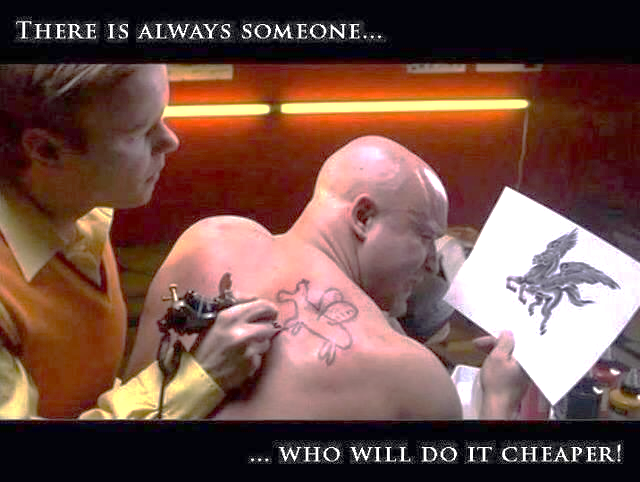 THERE IS ALWAYS SOMEONE...
... WHO WILL DO IT CHEAPER!